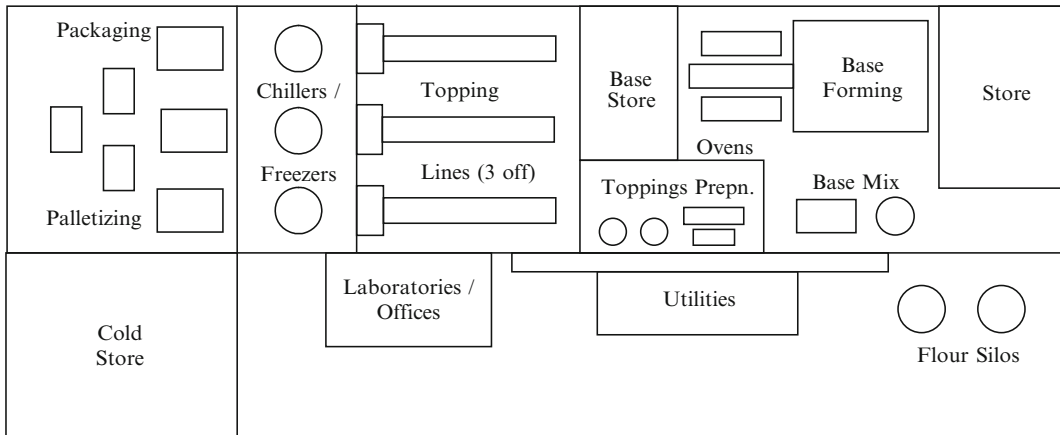 Packaging
Palletizing
Chillers /
Freezers
Topping
Lines (3 off)
Base
Store
Ovens
Base
Forming
Store
Toppings Prepn.
Base Mix
Cold
Store
Laboratories /
Offices
Utilities
Flour Silos